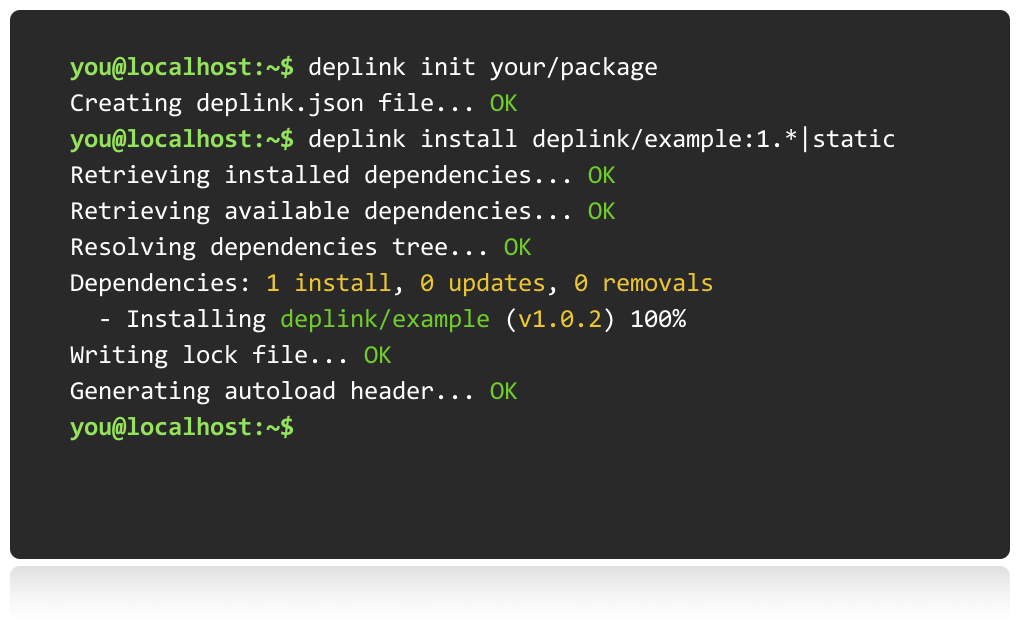 you@localhost:~$ deplink init your/package
Creating deplink.json file... OK
you@localhost:~$ deplink install deplink/example:1.*|static
Retrieving installed dependencies... OK
Retrieving available dependencies... OK
Resolving dependencies tree... OK
Dependencies: 1 install, 0 updates, 0 removals
  - Installing deplink/example (v1.0.2) 100%
Writing lock file... OK
Generating autoload header... OK
you@localhost:~$